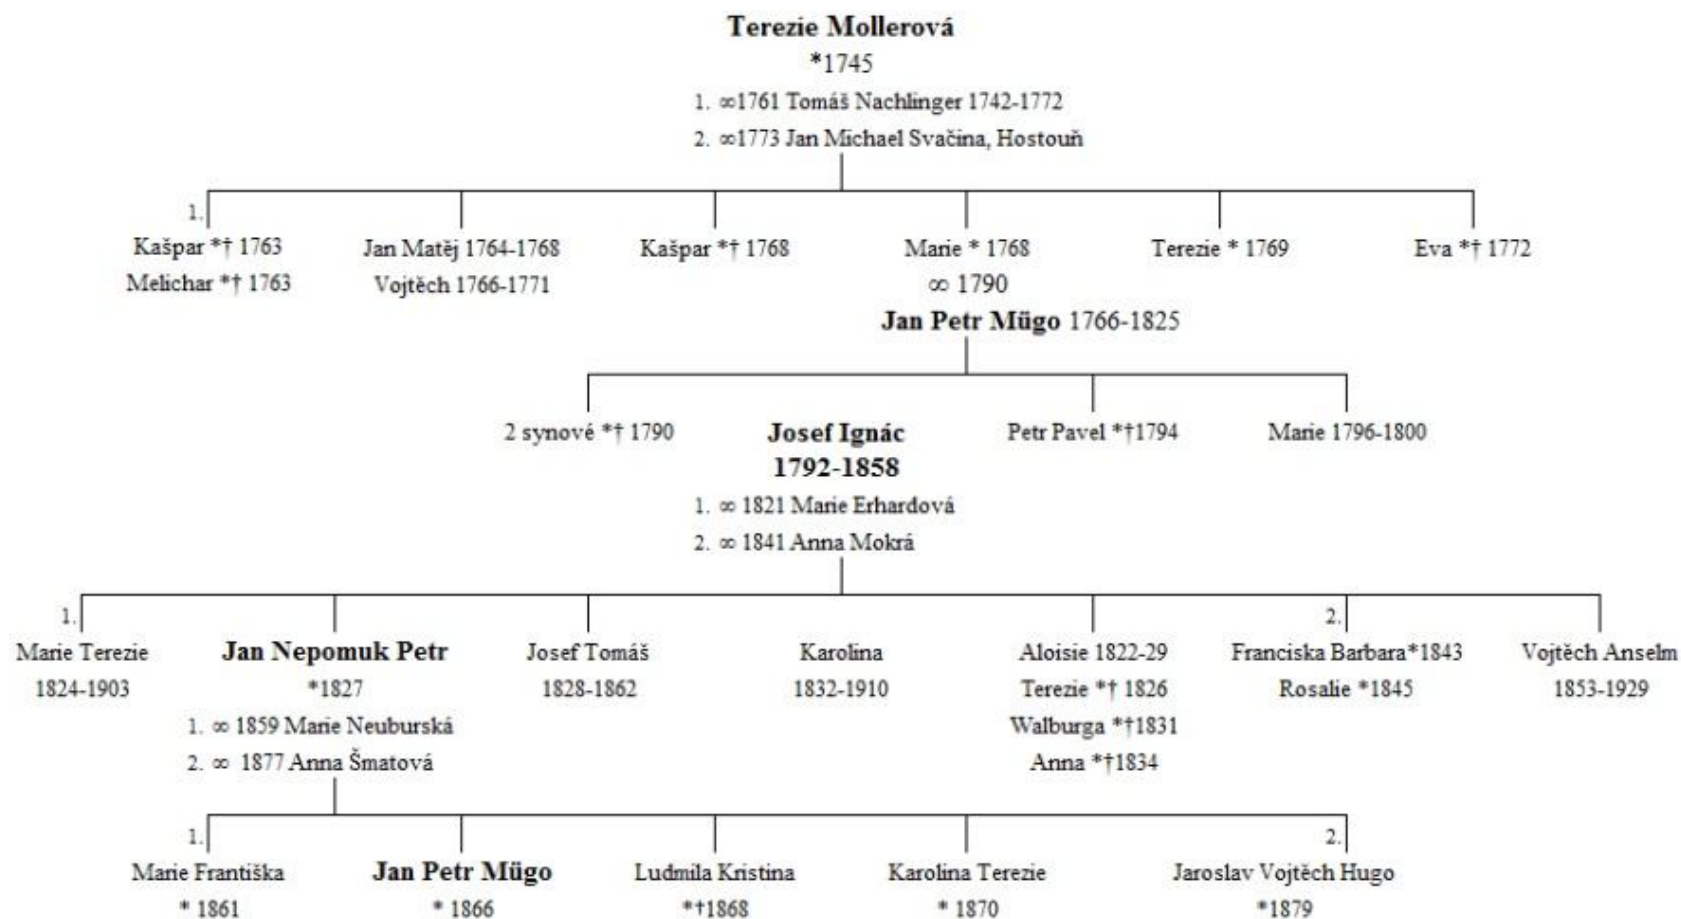 Terezie Mollerová
*1745
1. ∞1761 Tomáš Nachlinger 1742-1772
2. ∞1773 Jan Michael Svačina, Hostouň
1.
Kašpar *† 1763
Melichar *† 1763
Jan Matěj 1764-1768
Vojtěch 1766-1771
Kašpar *† 1768
Marie * 1768
∞ 1790
Jan Petr Mügo 1766-1825
Terezie * 1769
Eva *† 1772
2 synové *† 1790
Josef Ignác
1792-1858
1. ∞ 1821 Marie Erhardová
2. ∞ 1841 Anna Mokrá
Petr Pavel *†1794
Marie 1796-1800
1.
Marie Terezie
1824-1903
Jan Nepomuk Petr
*1827
1. ∞ 1859 Marie Neuburská
2. ∞ 1877 Anna Šmatová
Josef Tomáš
1828-1862
Karolina
1832-1910
Aloisie 1822-29
Terezie *† 1826
Walburga *†1831
Anna *†1834
2.
Franciska Barbara*1843
Rosalie *1845
Vojtěch Anselm
1853-1929
1.
Marie Františka
* 1861
Jan Petr Mügo
* 1866
Ludmila Kristina
*†1868
Karolina Terezie
* 1870
2.
Jaroslav Vojtěch Hugo
*1879